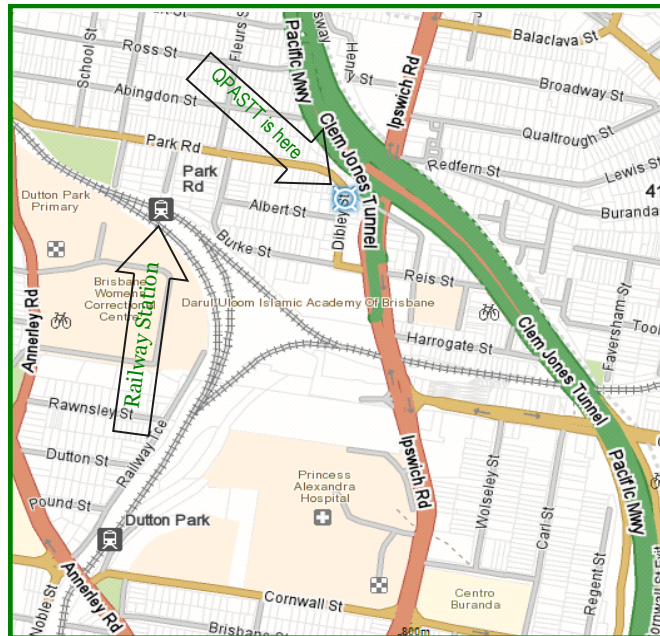 Balaclava St
Ross St
School St
Fleurs St
Pacific Mwy
Ipswich Rd
Broadway St
Abingdon St
QPASTT is here
Clem Jones Tunnel
Qualtrough St
Park Rd
Redfern St
Lewis St
Park
Rd
Dutton Park
Primary
Albert St
Dibley St
Buranda
Burke St
Reis St
Brisbane
Women
Correction
Centre
Railway Station
Darul Uloom Islamic Academy Of Brisbane
Annerley Rd
Clem Jones Tunnel
Faversham St
Harrogate St
Rawnsley St
Railway Tce
Dutton St
Ipswich Rd
Princess
Alexandra
Hospital
Wolseley St
Carl St
Pacific Mwy
Pound St
Dutton Park
Annerley Rd
Noble St
Cornwall St
Centro
Buranda
Regent St
800m